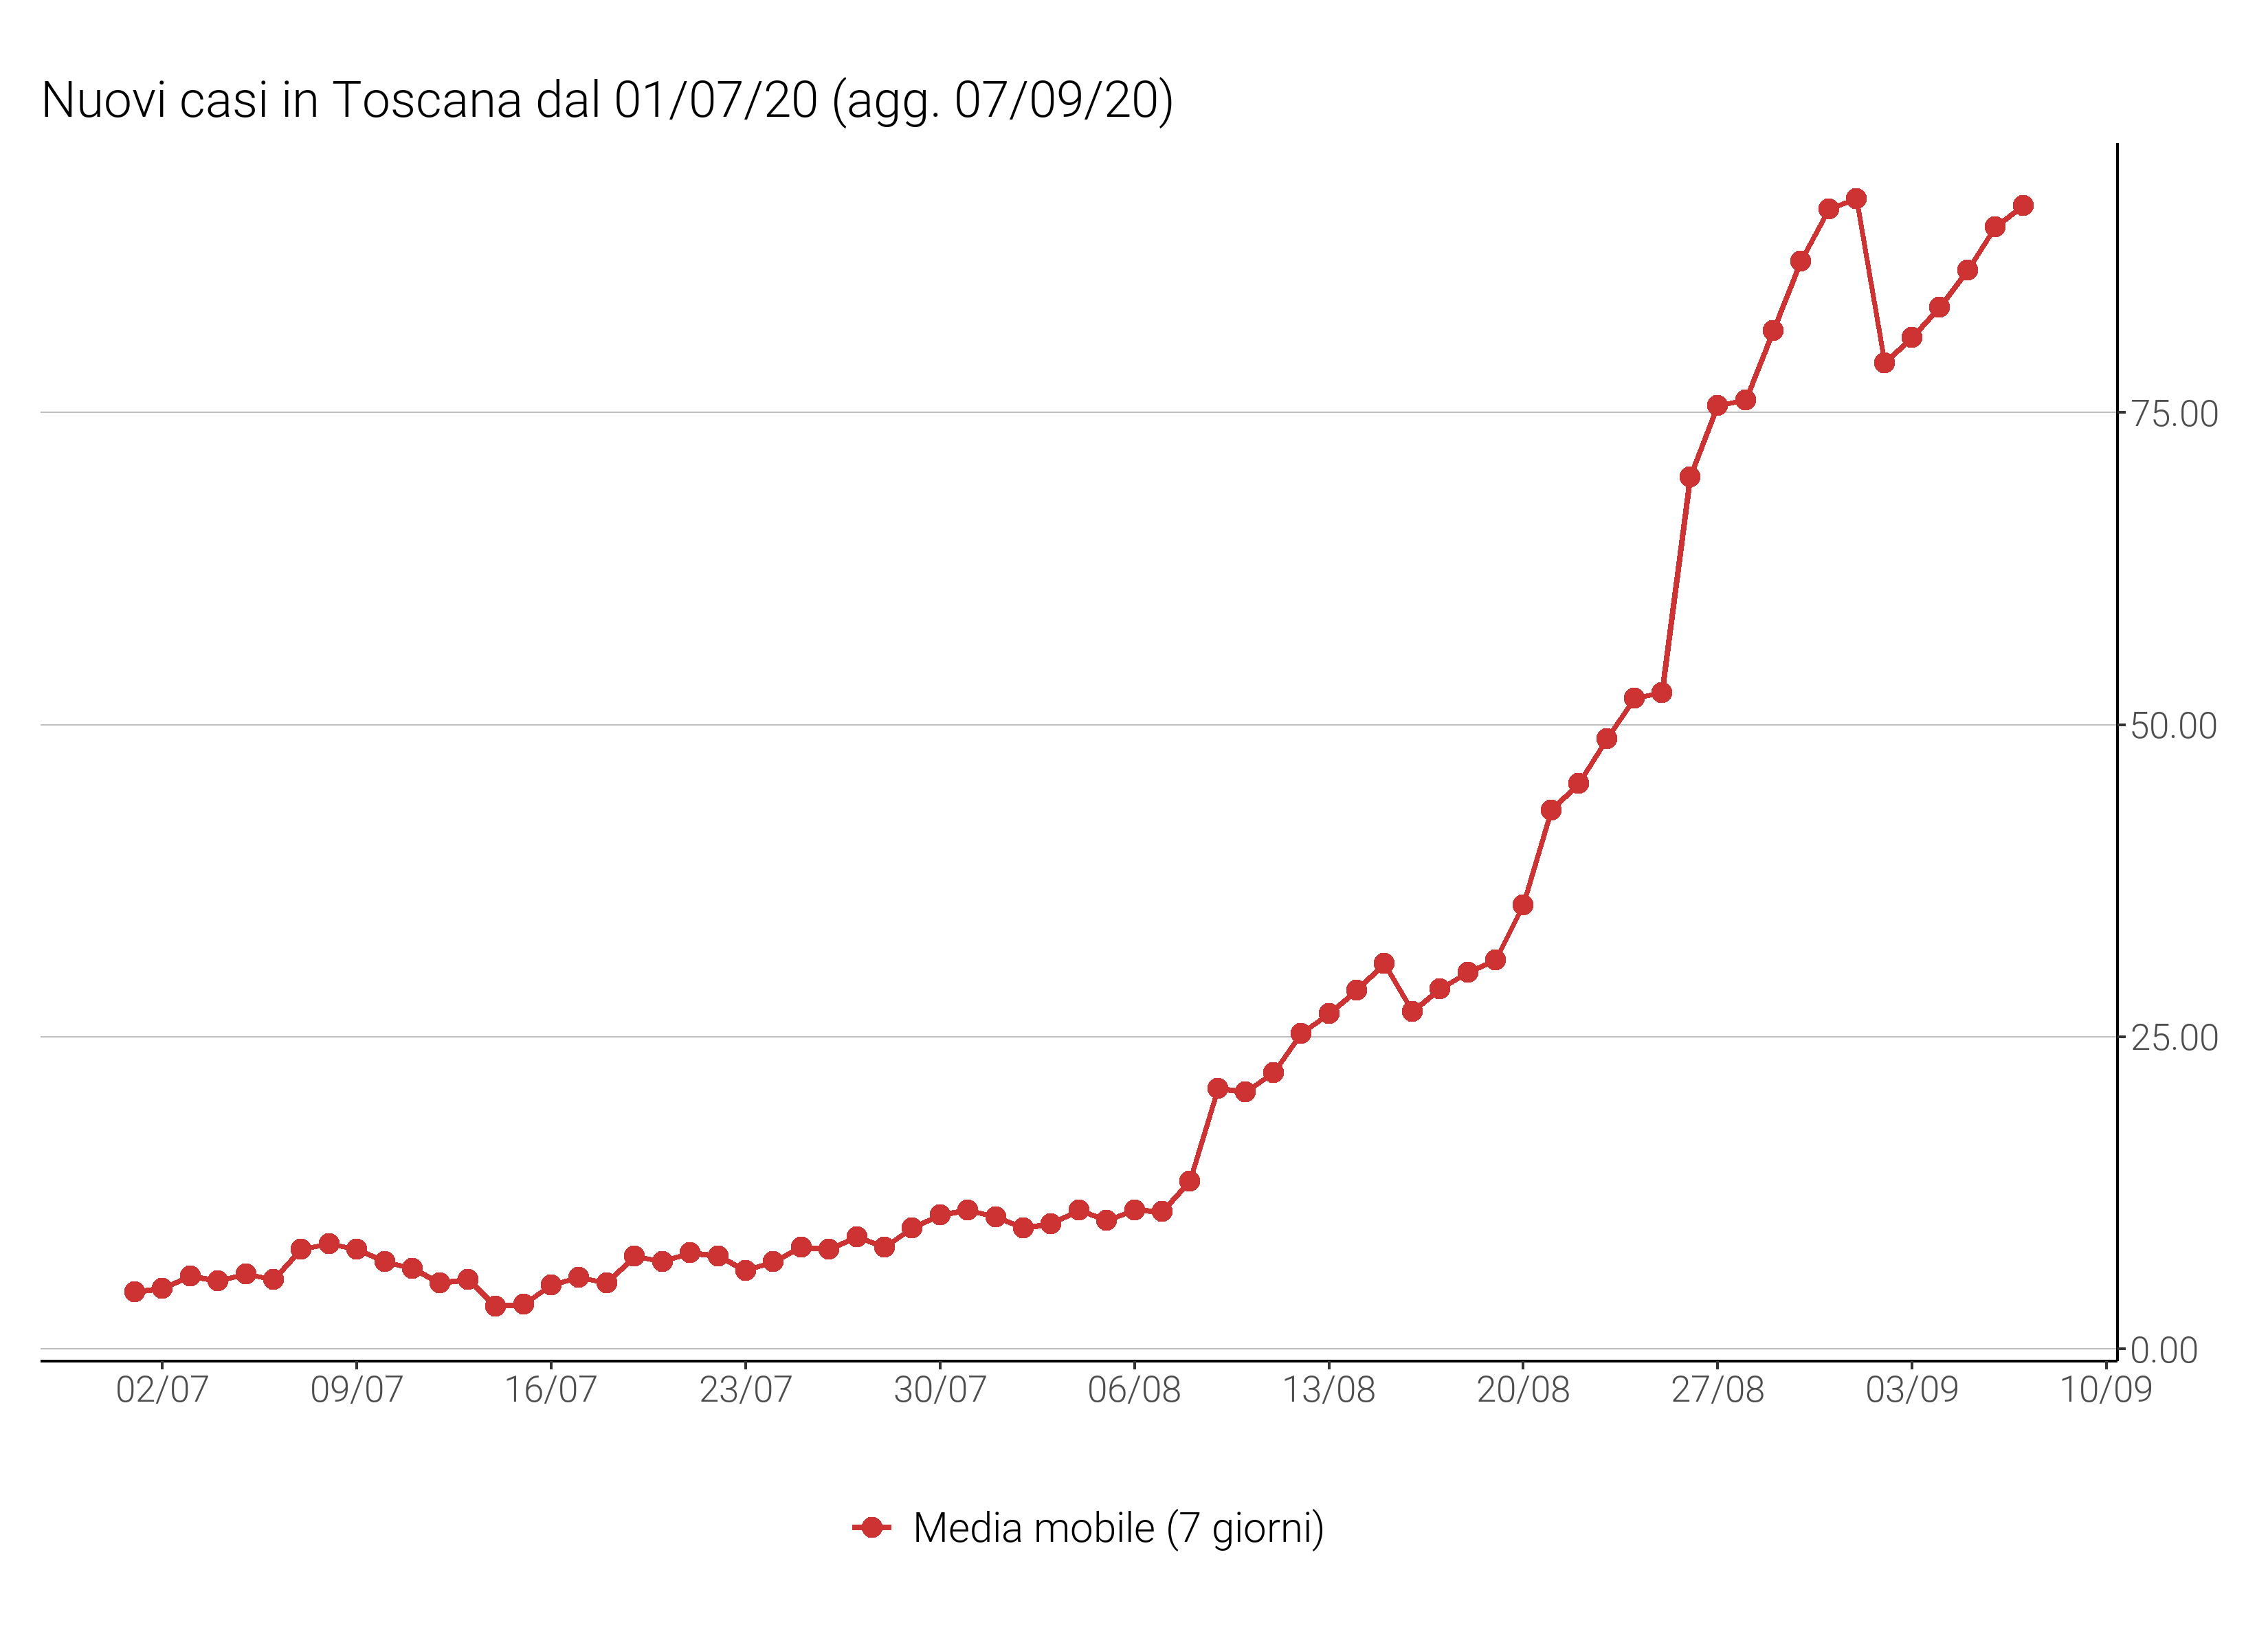 Nuovi casi in Toscana dal 01/07/20 (agg. 07/09/20)
75.00
50.00
25.00
0.00
02/07 09/07 16/07 23/07 30/07 06/08 13/08 20/08 27/08 03/09 10/09
Media mobile (7 giorni)